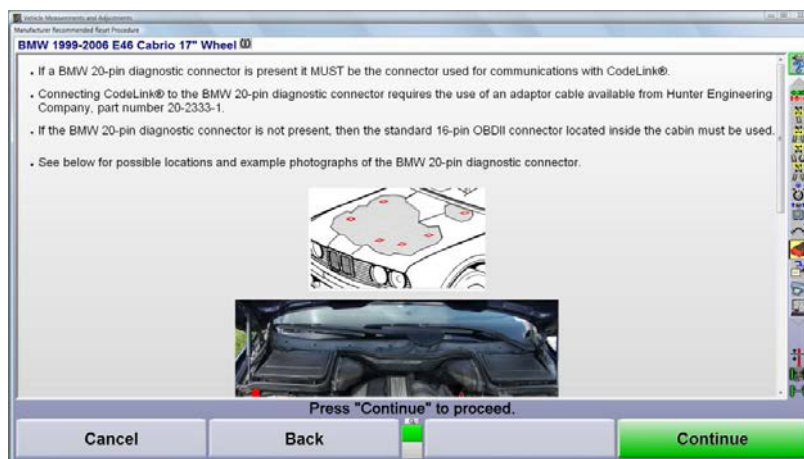 Vehicle Measurements and Adjustments
Manufacturer Recommended Reset Procedure
BMW 1999-2006 E46 Cabrio 17" Wheel
• If a BMW 20-pin diagnostic connector is present it MUST be the connector used for communications with CodeLink®.
• Connecting CodeLink® to the BMW 20-pin diagnostic connector requires the use of an adaptor cable available from Hunter Engineering
Company, part number 20-2333-1.
• If the BMW 20-pin diagnostic connector is not present, then the standard 16-pin OBDII connector located inside the cabin must be used.
• See below for possible locations and example photographs of the BMW 20-pin diagnostic connector.
Press "Continue" to proceed.
Cancel
Back
Continue